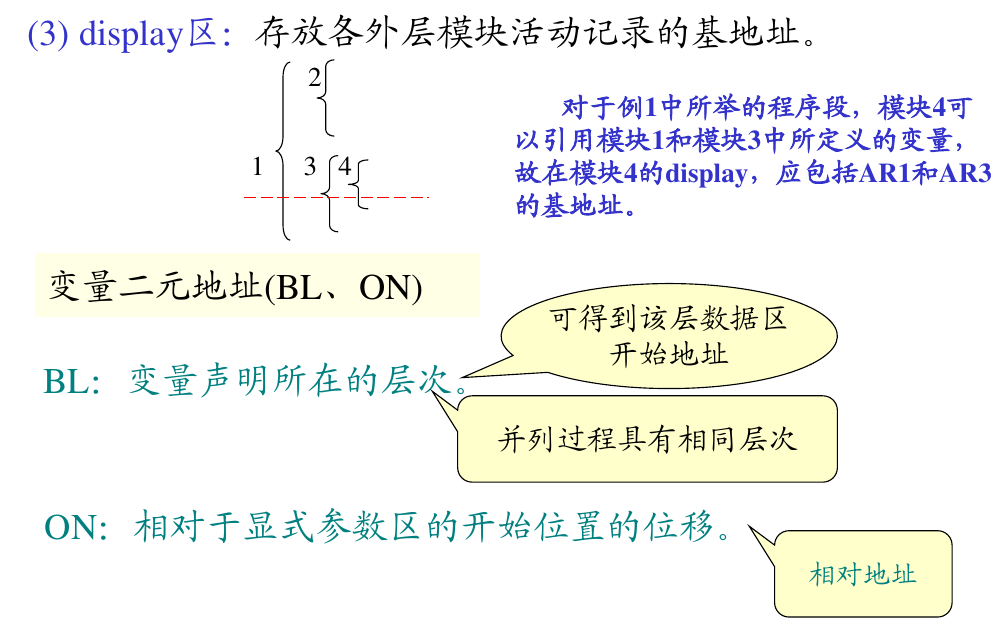 (3) display区：存放各外层模块活动记录的基地址。
2
1
3
4
对于例1中所举的程序段，模块4可
以引用模块1和模块3中所定义的变量，
故在模块4的display，应包括AR1和AR3
的基地址。
变量二元地址(BL、ON)
可得到该层数据区
开始地址
BL：变量声明所在的层次。
并列过程具有相同层次
ON：相对于显式参数区的开始位置的位移。
相对地址